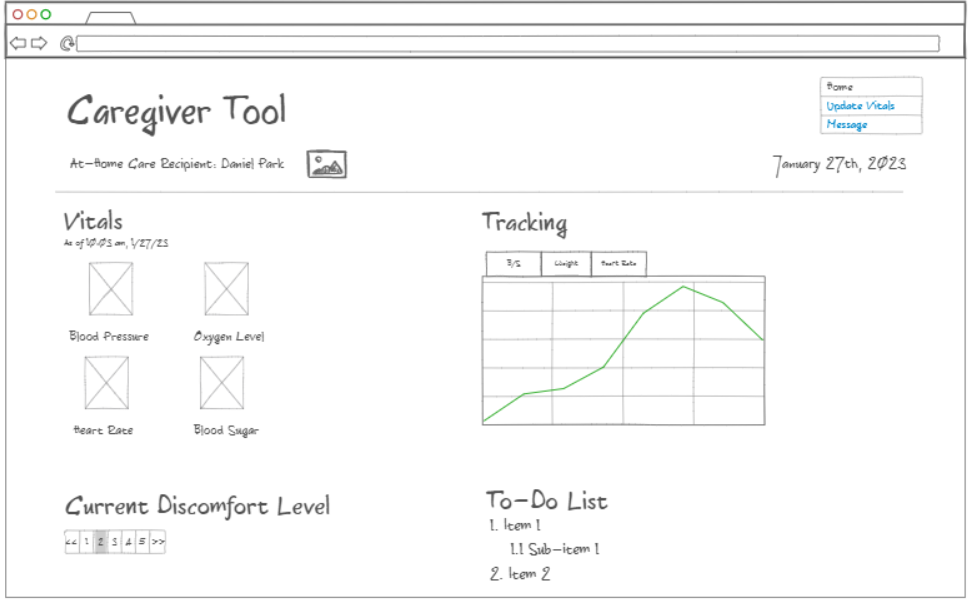 Caregiver Tool
Home
Update Vitals
Message
At-Home Care Recipient: Daniel Park
January 27th, 2023
Vitals
As of 10:03 am, 1/27/23
Blood Pressure
Oxygen Level
Heart Rate
Blood Sugar
Tracking
Weight
Heart Rate
Current Discomfort Level
<< 1 2 3 4 5 >>
To-Do List
1. Item 1
1.1 Sub-item 1
2. Item 2